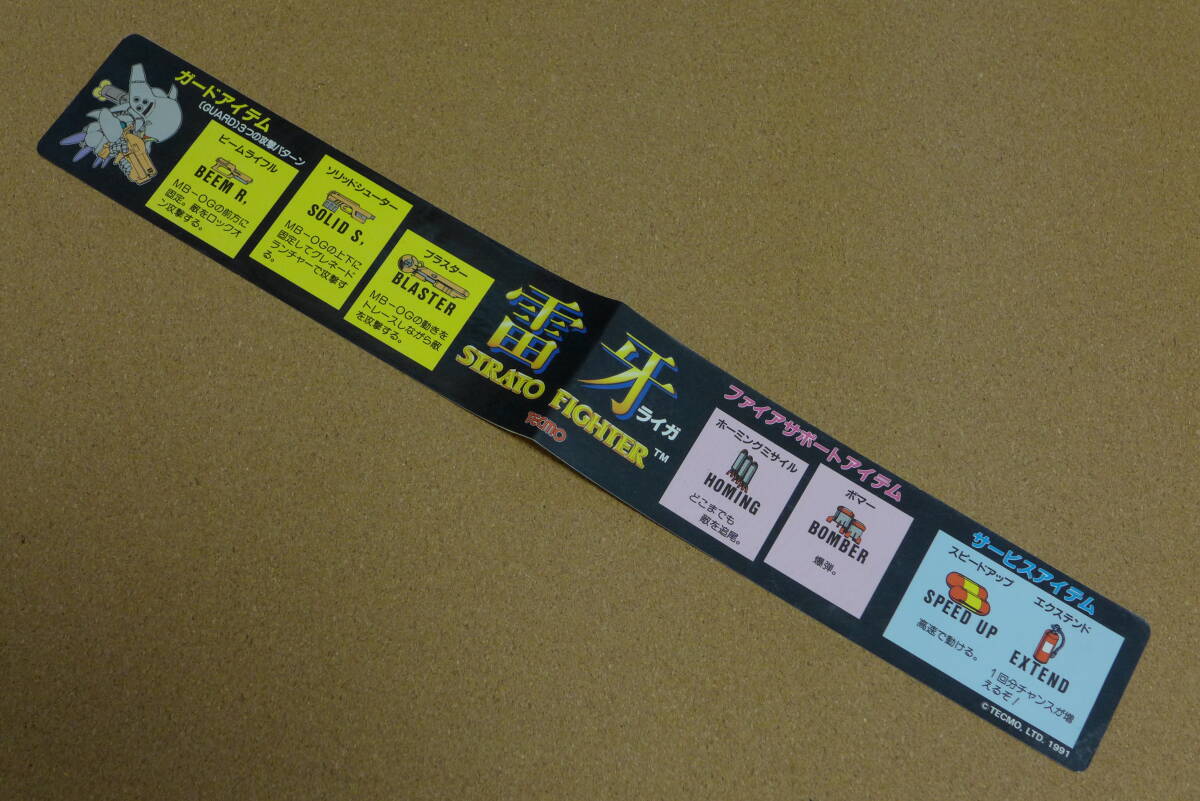 ガードアイテム
〔GUARD〕3つの攻撃パターン
ビームライフル
BEEM R.
MB-OGの前方に
固定。敵をロックオ
ン攻撃する。
ソリッドシューター
SOLID S.
MB-OGの上下に
固定してグレネード
ランチャーで攻撃す
る。
ブラスター
BLASTER
MB-OGの動きを
トレースしながら敵
を攻撃する。
雷牙
ライガ
STRATO FIGHTER TM
TECMO
ファイアサポートアイテム
ホーミングミサイル
HOMING
どこまでも
敵を追尾。
ボマー
BOMBER
爆弾。
サービスアイテム
スピードアップ
SPEED UP
高速で動ける。
エクステンド
EXTEND
1回分チャンスが増
えるぞ!
© TECMO, LTD. 1991